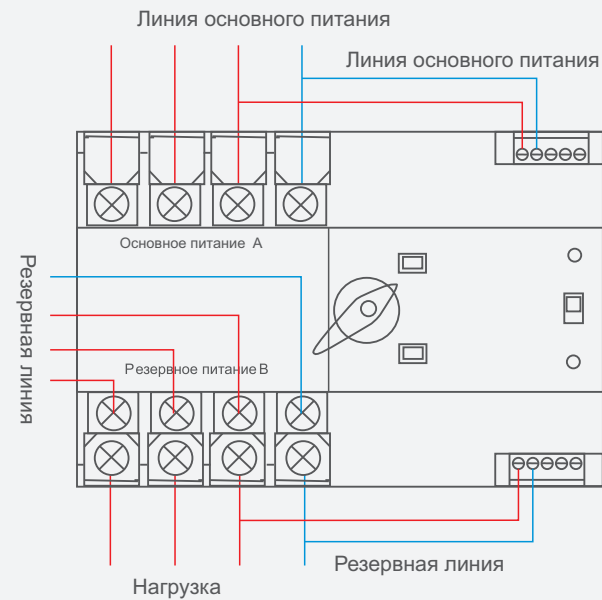 Линия основного питания
Линия основного питания
Основное питание А
Резервная линия
Резервное питание В
Резервная линия
Нагрузка